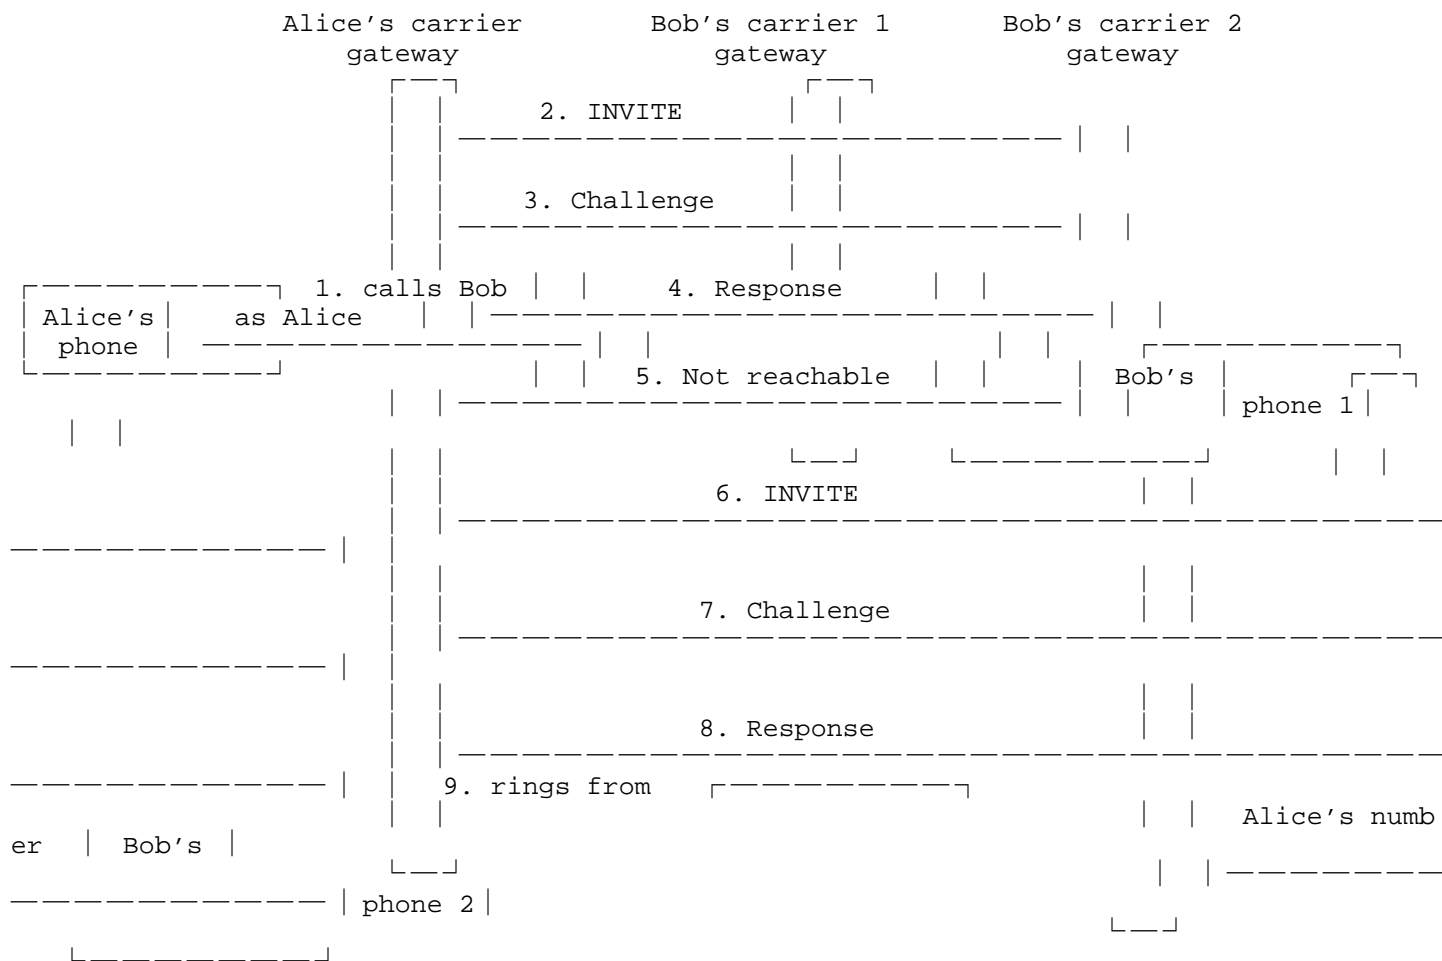 Alice's carrier Bob's carrier 1 Bob's carrier 2
gateway gateway gateway
2. INVITE
3. Challenge
1. calls Bob 4. Response
Alice's as Alice
phone
5. Not reachable Bob's
phone 1
6. INVITE
7. Challenge
8. Response
9. rings from
Alice's numb
er Bob's
phone 2